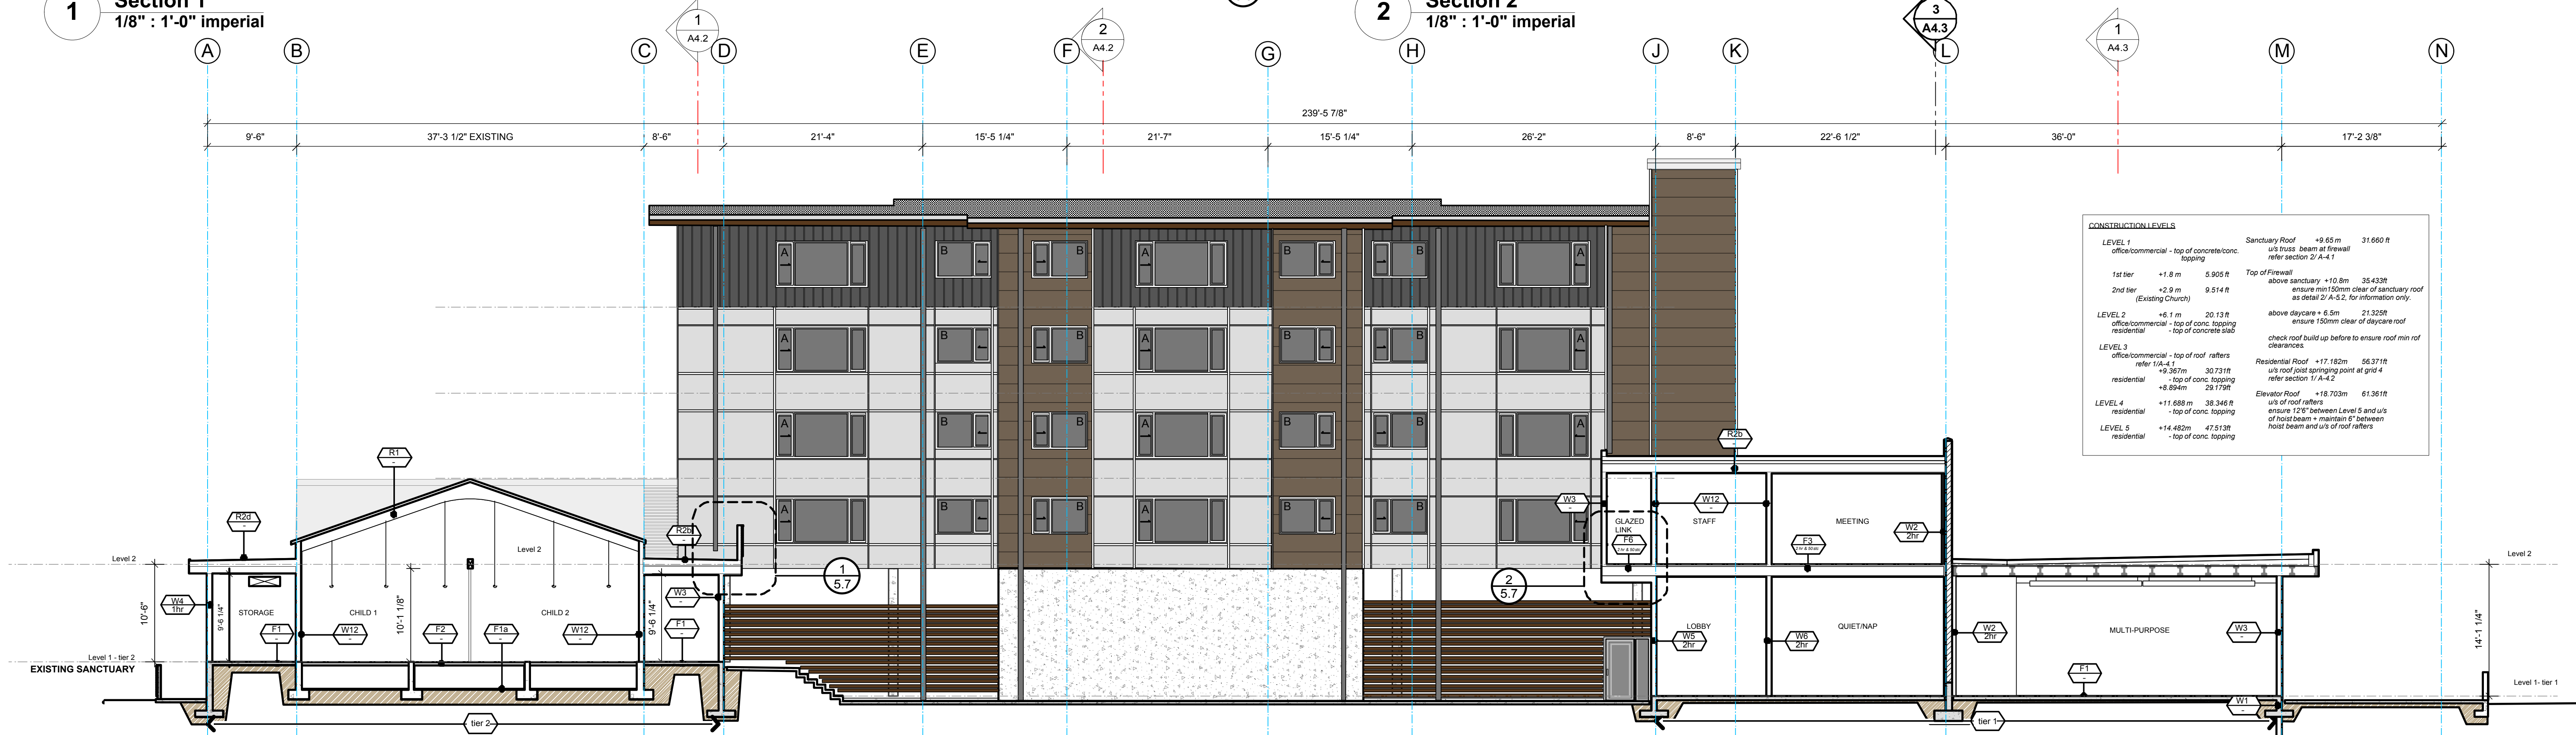 1
Section 1
1/8" : 1'-0" imperial
2
Section 2
1/8" : 1'-0" imperial
1
A4.2
2
A4.2
3
A4.3
1
A4.3
A B C D E F G H J K L M N
239'-5 7/8"
9'-6" 37'-3 1/2" EXISTING 8'-6" 21'-4" 15'-5 1/4" 21'-7" 15'-5 1/4" 26'-2" 8'-6" 22'-6 1/2" 36'-0" 17'-2 3/8"
CONSTRUCTION LEVELS
LEVEL 1
office/commercial - top of concrete/conc.
topping
1st tier +1.8 m 5.905 ft
2nd tier +2.9 m 9.514 ft
(Existing Church)
LEVEL 2 +6.1 m 20.13 ft
office/commercial - top of conc. topping
residential - top of concrete slab
LEVEL 3
office/commercial - top of roof rafters
refer 1/A-4.1
+9.367m 30.731ft
residential - top of conc. topping
+8.894m 29.179ft
LEVEL 4 +11.688 m 38.346 ft
residential - top of conc. topping
LEVEL 5 +14.482m 47.513ft
residential - top of conc. topping
Sanctuary Roof +9.65 m 31.660 ft
u/s truss beam at firewall
refer section 2/ A-4.1
Top of Firewall
above sanctuary +10.8m 35.433ft
ensure min150mm clear of sanctuary roof
as detail 2/ A-5.2, for information only.
above daycare + 6.5m 21.325ft
ensure 150mm clear of daycare roof
check roof build up before to ensure roof min rof
clearances.
Residential Roof +17.182m 56.371ft
u/s roof joist springing point at grid 4
refer section 1/ A-4.2
Elevator Roof +18.703m 61.361ft
u/s of roof rafters
ensure 12'6" between Level 5 and u/s
of hoist beam + maintain 6" between
hoist beam and u/s of roof rafters
A B B A B B A
A B B A B B A
A B B A B B A
A B B A B B A
R1
-
R2d
-
R2b
-
R2b
-
Level 2
Level 2
Level 2
W3
-
W12
-
GLAZED
LINK
STAFF
MEETING
W2
2hr
F6
F3
1
5.7
2
5.7
W4
1hr
10'-6"
9'-6 1/4"
STORAGE
F1
-
CHILD 1
W12
-
10'-1 1/8"
F2
-
F1a
-
CHILD 2
W12
-
9'-6 1/4"
W3
-
F1
-
LOBBY
W5
2hr
W6
2hr
QUIET/NAP
W2
2hr
MULTI-PURPOSE
W3
-
F1
-
14'-1 1/4"
Level 1 - tier 2
EXISTING SANCTUARY
Level 1- tier 1
W1
-
tier 2
tier 1